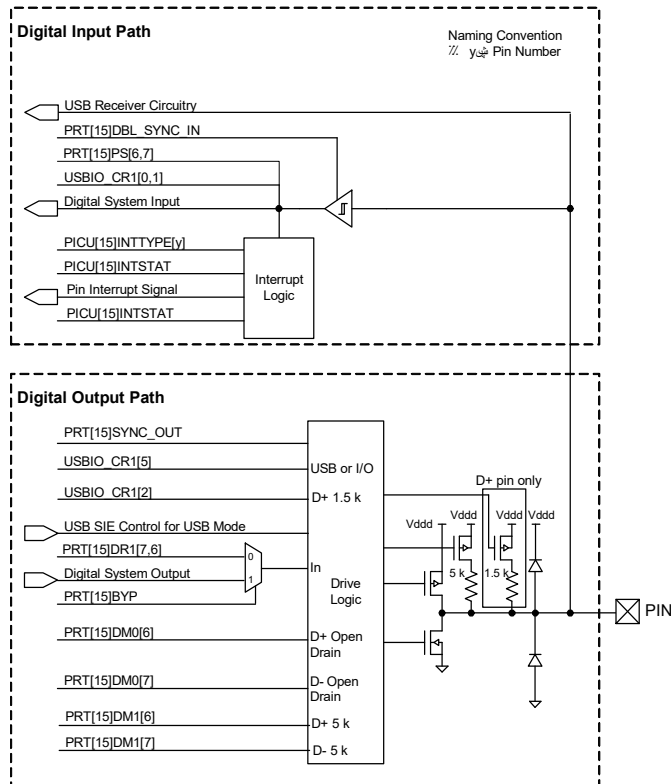 Digital Input Path
Naming Convention
y Pin Number
USB Receiver Circuitry
PRT[15]DBL_SYNC_IN
PRT[15]PS[6,7]
USBIO_CR1[0,1]
Digital System Input
PICU[15]INTTYPE[y]
PICU[15]INTSTAT
Pin Interrupt Signal
PICU[15]INTSTAT
Interrupt
Logic
Digital Output Path
PRT[15]SYNC_OUT
USBIO_CR1[5]
USB or I/O
D+ pin only
USBIO_CR1[2]
D+ 1.5 k
USB SIE Control for USB Mode
Vddd Vddd Vddd Vddd
PRT[15]DR1[7,6]
0
Digital System Output
1
In
5 k 1.5 k
PRT[15]BYP
Drive
Logic
PIN
PRT[15]DM0[6]
D+ Open
Drain
PRT[15]DM0[7]
D- Open
Drain
PRT[15]DM1[6]
D+ 5 k
PRT[15]DM1[7]
D- 5 k